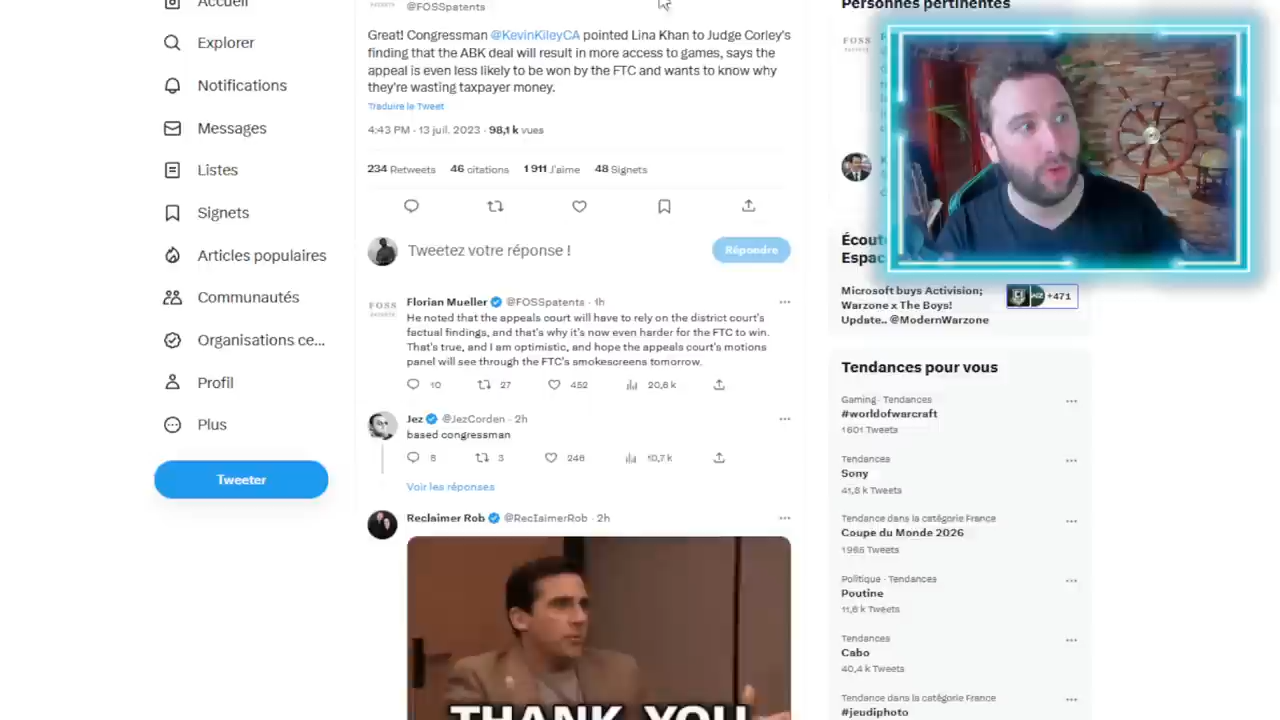 Accueil
Explorer
Notifications
Messages
Listes
Signets
Articles populaires
Communautés
Organisations ce...
Profil
Plus
Tweeter
@FOSSpatents
Great! Congressman @KevinKileyCA pointed Lina Khan to Judge Corley's
finding that the ABK deal will result in more access to games, says the
appeal is even less likely to be won by the FTC and wants to know why
they're wasting taxpayer money.
Traduire le Tweet
4:43 PM · 13 juil. 2023 · 98,1 k vues
234 Retweets 46 citations 1 911 J'aime 48 Signets
Tweetez votre réponse !
Répondre
FOSS
PATENTS
Florian Mueller @FOSSpatents · 1h
He noted that the appeals court will have to rely on the district court's
factual findings, and that's why it's now even harder for the FTC to win.
That's true, and I am optimistic, and hope the appeals court's motions
panel will see through the FTC's smokescreens tomorrow.
10 27 452 20,6 k
Jez @JezCorden · 2h
based congressman
246 10,7 k
Voir les réponses
Reclaimer Rob @RecIaimerRob · 2h
THANK YOU
Personnes pertinentes
FOSS
Écout
Espac
Microsoft buys Activision;
Warzone x The Boys!
Update.. @ModernWarzone
+471
Tendances pour vous
Gaming · Tendances
#worldofwarcraft
1 601 Tweets
Tendances
Sony
41,8 k Tweets
Tendance dans la catégorie France
Coupe du Monde 2026
Tweets
Politique · Tendances
Poutine
11,6 k Tweets
Tendances
Cabo
40,4 k Tweets
Tendance dans la catégorie France
#jeudiphoto